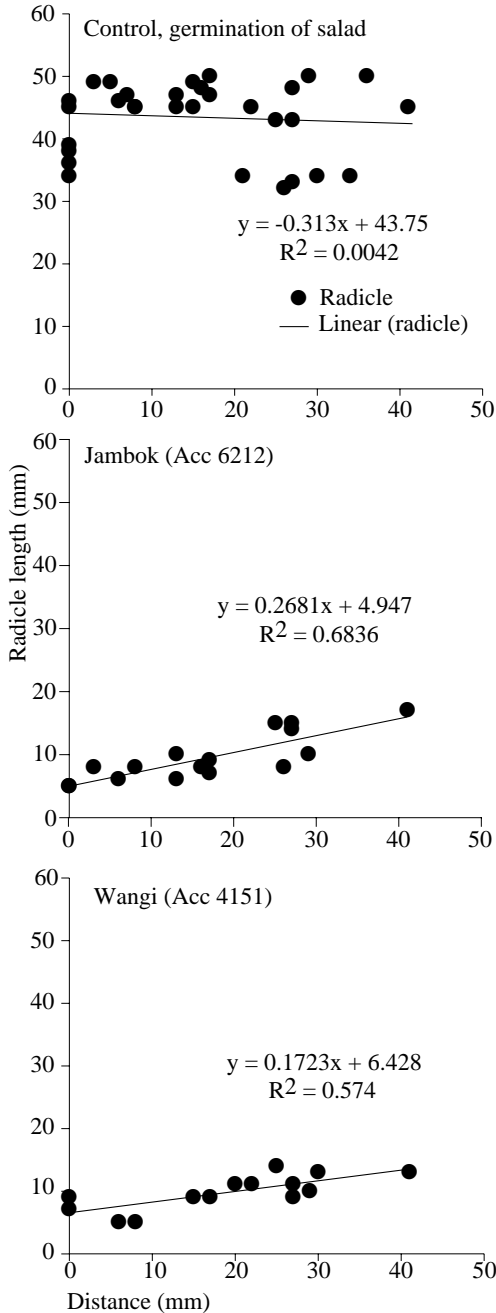 Control, germination of salad
60
50
40
30
20
10
0
y = -0.313x + 43.75
R2 = 0.0042
Radicle
Linear (radicle)
0 10 20 30 40 50
Radicle length (mm)
Jambok (Acc 6212)
60
50
40
30
20
10
0
y = 0.2681x + 4.947
R2 = 0.6836
0 10 20 30 40 50
Wangi (Acc 4151)
60
50
40
30
20
10
0
y = 0.1723x + 6.428
R2 = 0.574
0 10 20 30 40 50
Distance (mm)